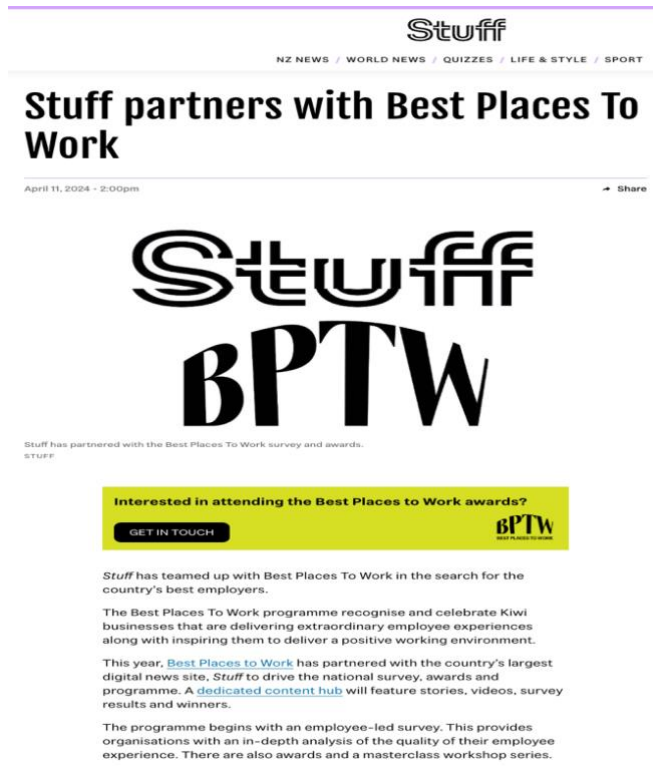 Stuff
NZ NEWS / WORLD NEWS / QUIZZES / LIFE & STYLE / SPORT
Stuff partners with Best Places To
Work
April 11, 2024 - 2:00pm
Share
Stuff
BPTW
Stuff has partnered with the Best Places To Work survey and awards.
STUFF
Interested in attending the Best Places to Work awards?
GET IN TOUCH
BPTW
BEST PLACES TO WORK
Stuff has teamed up with Best Places To Work in the search for the
country's best employers.
The Best Places To Work programme recognise and celebrate Kiwi
businesses that are delivering extraordinary employee experiences
along with inspiring them to deliver a positive working environment.
This year, Best Places to Work has partnered with the country's largest
digital news site, Stuff to drive the national survey, awards and
programme. A dedicated content hub will feature stories, videos, survey
results and winners.
The programme begins with an employee-led survey. This provides
organisations with an in-depth analysis of the quality of their employee
experience. There are also awards and a masterclass workshop series.